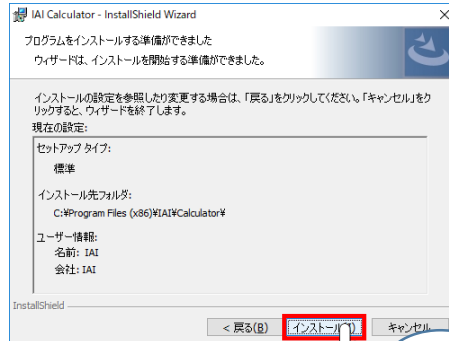 IAI Calculator - InstallShield Wizard
プログラムをインストールする準備ができました
ウィザードは、インストールを開始する準備ができました。
インストールの設定を参照したり変更する場合は、「戻る」をクリックしてください。「キャンセル」をク
リックすると、ウィザードを終了します。
現在の設定:
セットアップ タイプ:
標準
インストール先フォルダ:
C:¥Program Files (x86)¥IAI¥Calculator¥
ユーザー情報:
名前: IAI
会社: IAI
InstallShield
< 戻る(B)
インストール(I)
キャンセル